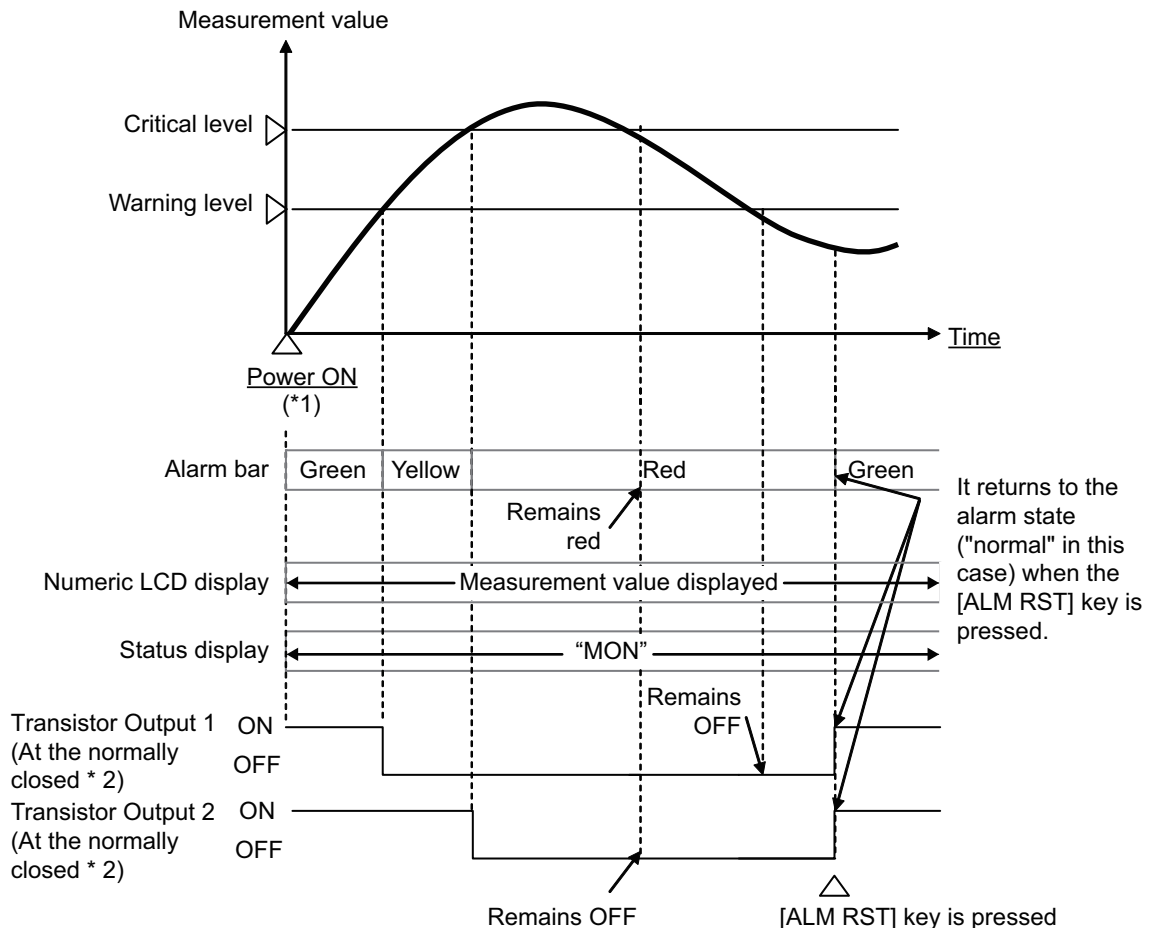 Measurement value
Critical level
Warning level
Time
Power ON
(*1)
Alarm bar
Green
Yellow
Red
Green
Remains
red
It returns to the
alarm state
("normal" in this
case) when the
[ALM RST] key is
pressed.
Numeric LCD display
Measurement value displayed
Status display
“MON”
Remains
OFF
Transistor Output 1
(At the normally
closed * 2)
ON
OFF
Transistor Output 2
(At the normally
closed * 2)
ON
OFF
Remains OFF
[ALM RST] key is pressed